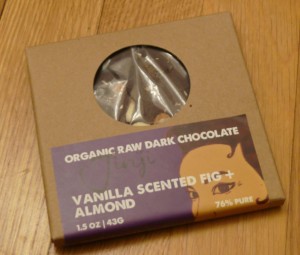 ORGANIC RAW DARK CHOCOLATE
VANILLA SCENTED FIG +
ALMOND
1.5 OZ | 43G
76% PURE